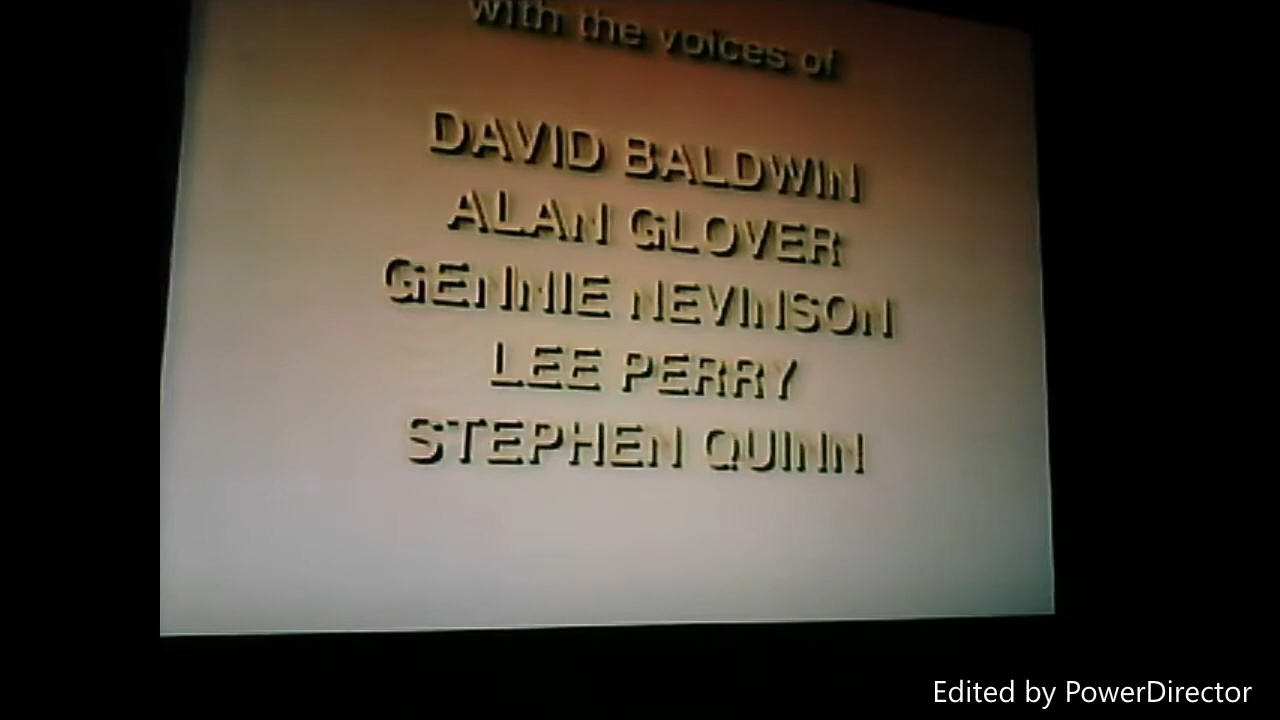 with the voices of
DAVID BALDWIN
ALAN GLOVER
GENNIE NEVINSON
LEE PERRY
STEPHEN QUINN
Edited by PowerDirector